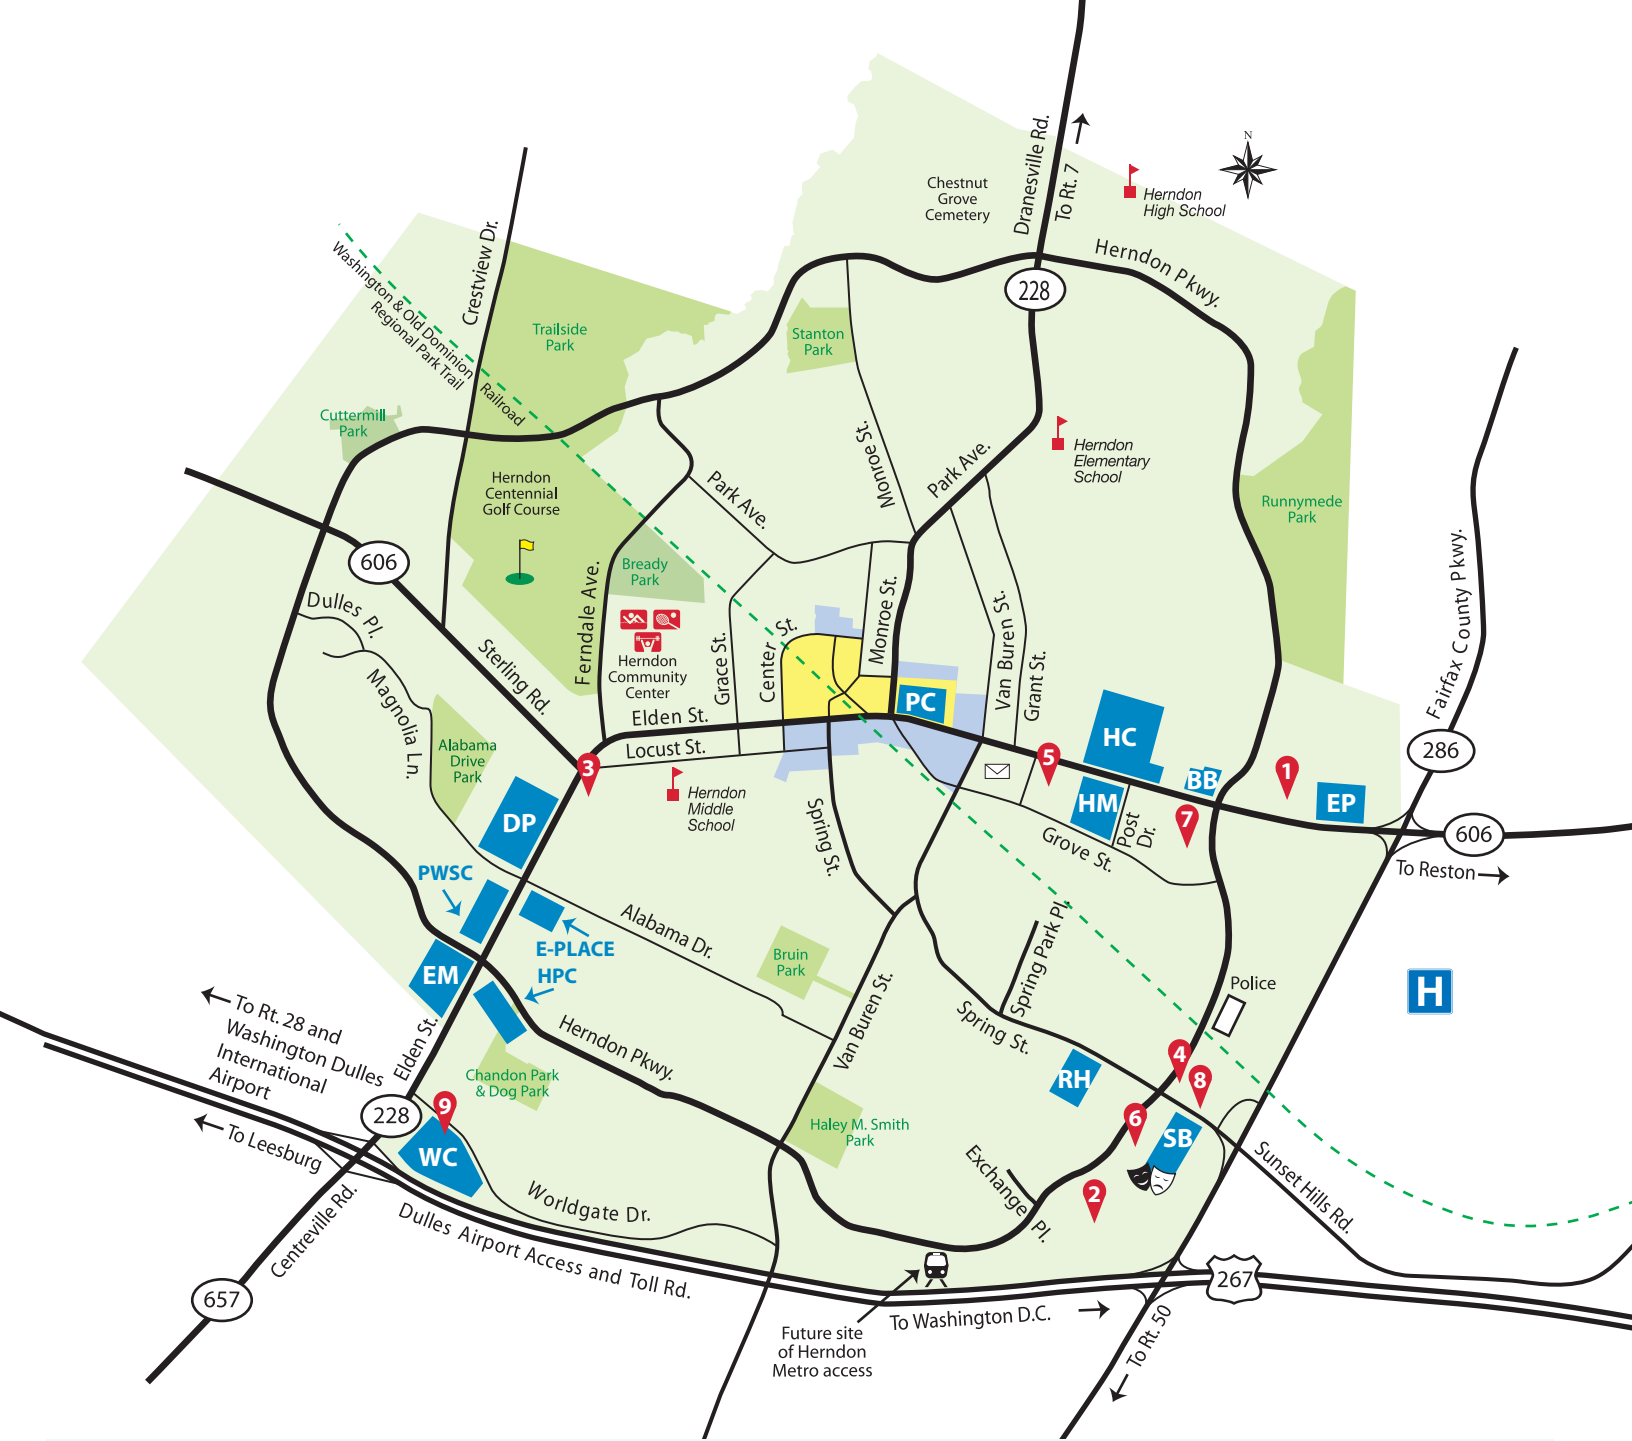 N
Dranesville Rd.
To Rt. 7
Chestnut
Grove
Cemetery
Herndon
High School
Herndon Pkwy.
228
Crestview Dr.
Washington & Old Dominion
Regional Park Trail
Railroad
Trailside
Park
Stanton
Park
Cuttermill
Park
Monroe St.
Park Ave.
Herndon
Elementary
School
Herndon
Centennial
Golf Course
Park Ave.
Runnymede
Park
606
Bready
Park
Fairfax County Pkwy.
Dulles Pl.
Ferndale Ave.
Sterling Rd.
Herndon
Community
Center
Grace St.
Center St.
Monroe St.
Van Buren St.
Grant St.
Magnolia Ln.
Elden St.
Locust St.
PC
HC
5
BB
1
EP
286
Alabama
Drive
Park
3
Herndon
Middle
School
HM
7
606
To Reston
DP
Spring St.
Grove St.
Post
Dr.
PWSC
E-PLACE
HPC
EM
Alabama Dr.
Bruin
Park
Spring Park Pl.
Police
H
To Rt. 28 and
Washington Dulles
International
Airport
Elden St.
Herndon Pkwy.
Van Buren St.
Spring St.
Chandon Park
& Dog Park
RH
4
8
228
9
To Leesburg
WC
Haley M. Smith
Park
6
SB
Exchange Pl.
2
Sunset Hills Rd.
Worldgate Dr.
Centreville Rd.
Dulles Airport Access and Toll Rd.
657
267
To Washington D.C.
Future site
of Herndon
Metro access
To Rt. 50